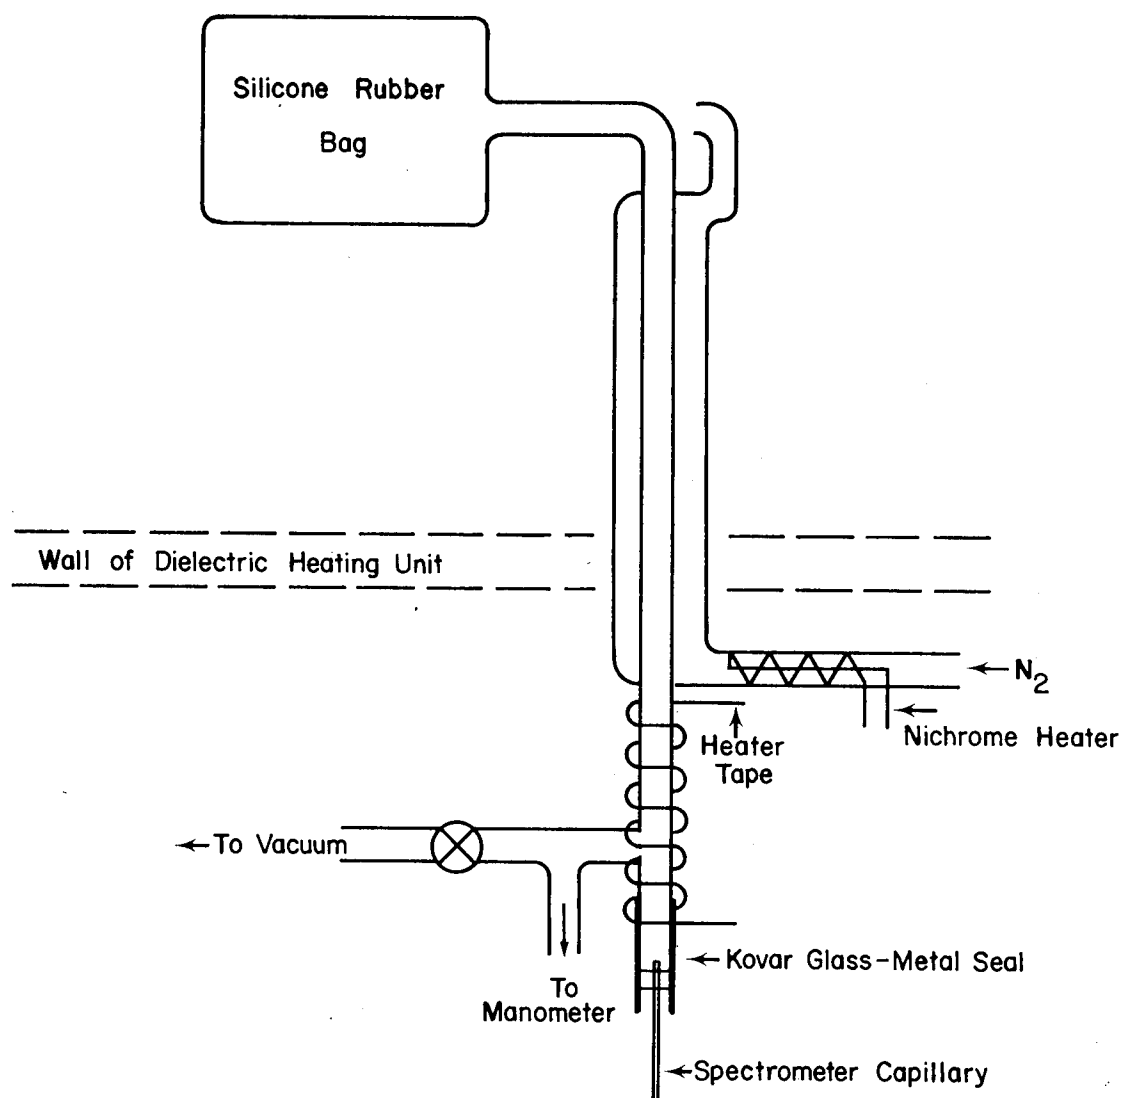 Silicone Rubber
Bag
Wall of Dielectric Heating Unit
N2
Nichrome Heater
Heater
Tape
To Vacuum
Kovar Glass-Metal Seal
To
Manometer
Spectrometer Capillary